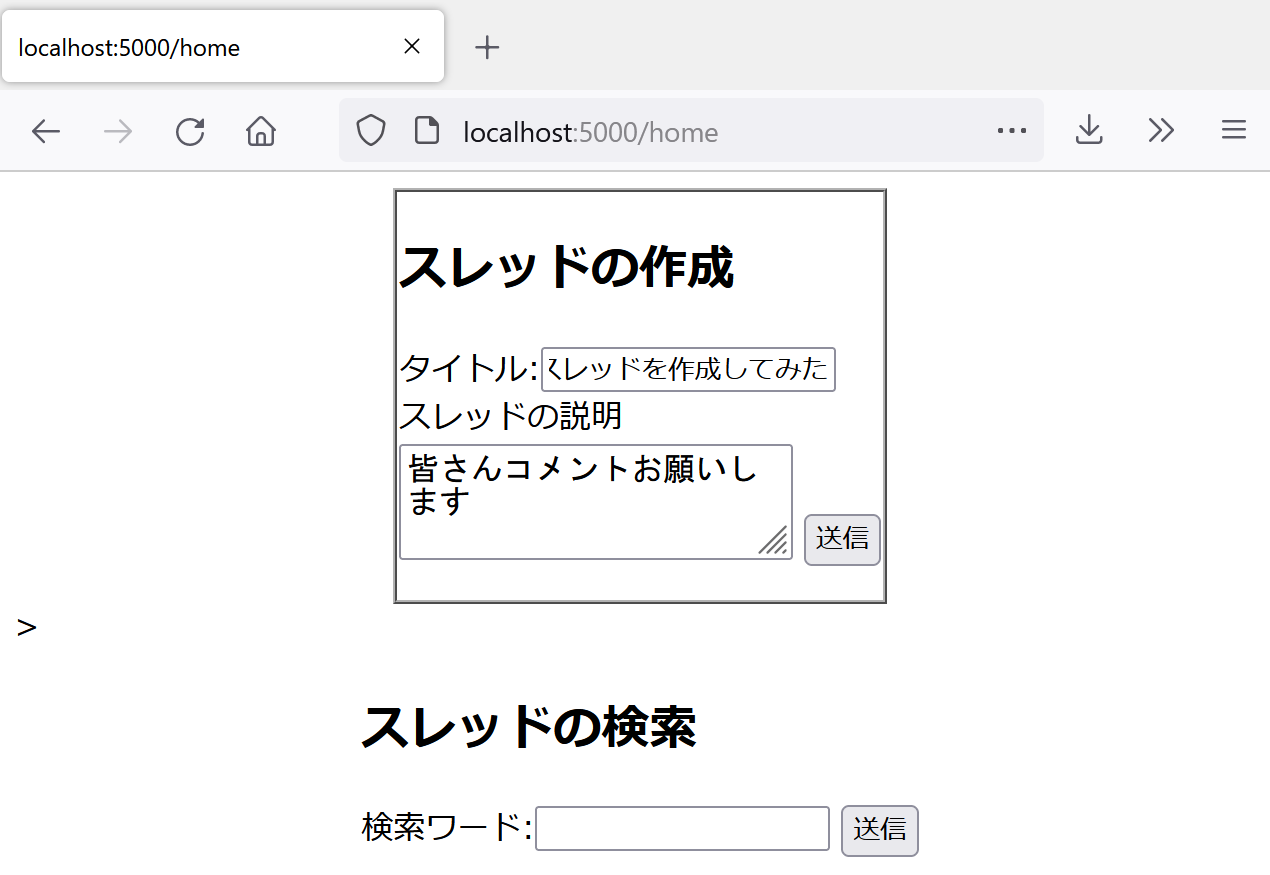 localhost:5000/home
localhost:5000/home
スレッドの作成
タイトル:
スレッドを作成してみた
スレッドの説明
皆さんコメントお願いし
ます
送信
>
スレッドの検索
検索ワード:
送信